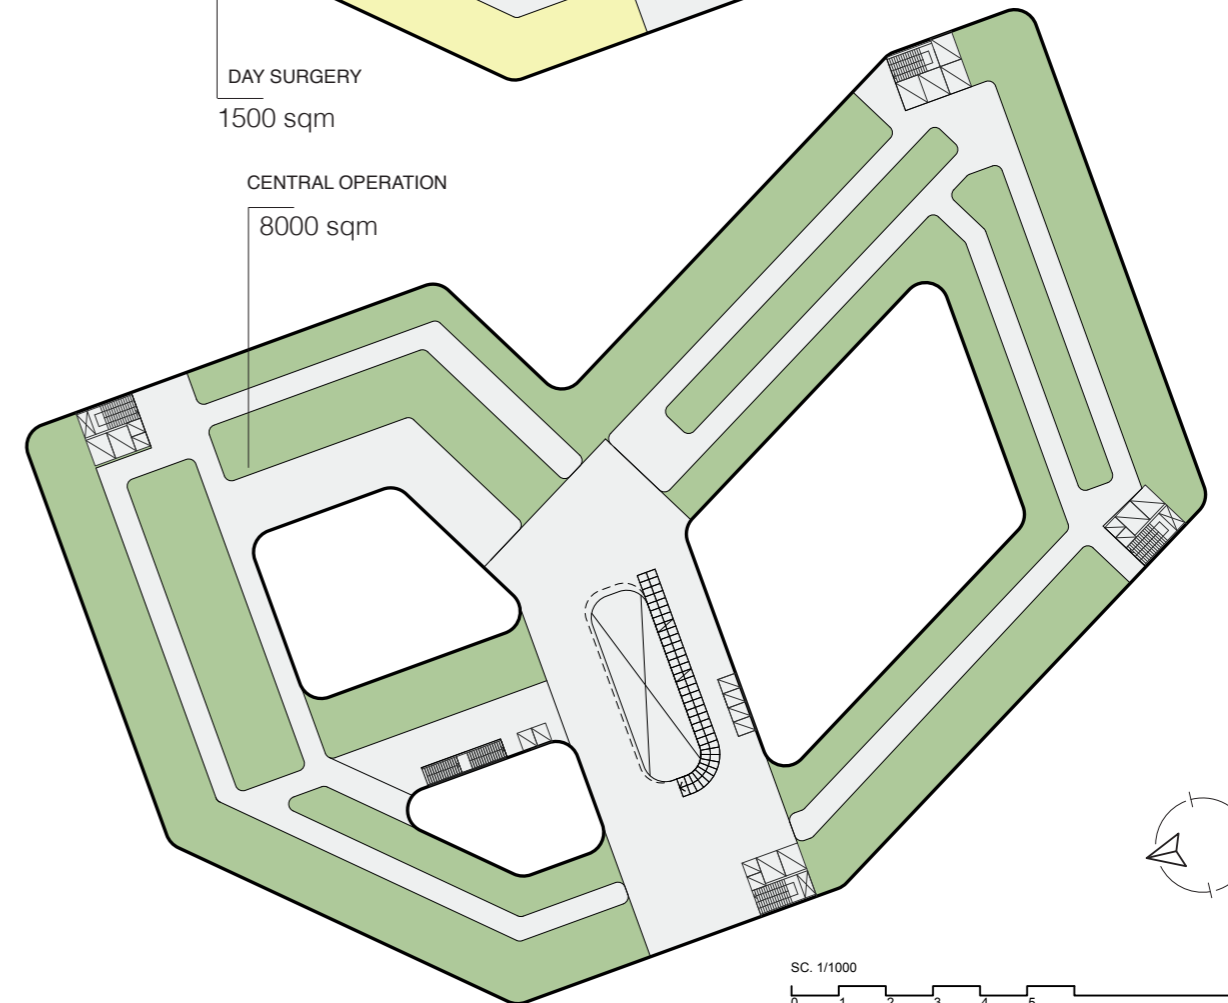 DAY SURGERY
1500 sqm
CENTRAL OPERATION
8000 sqm
SC. 1/1000
0 1 2 3 4 5